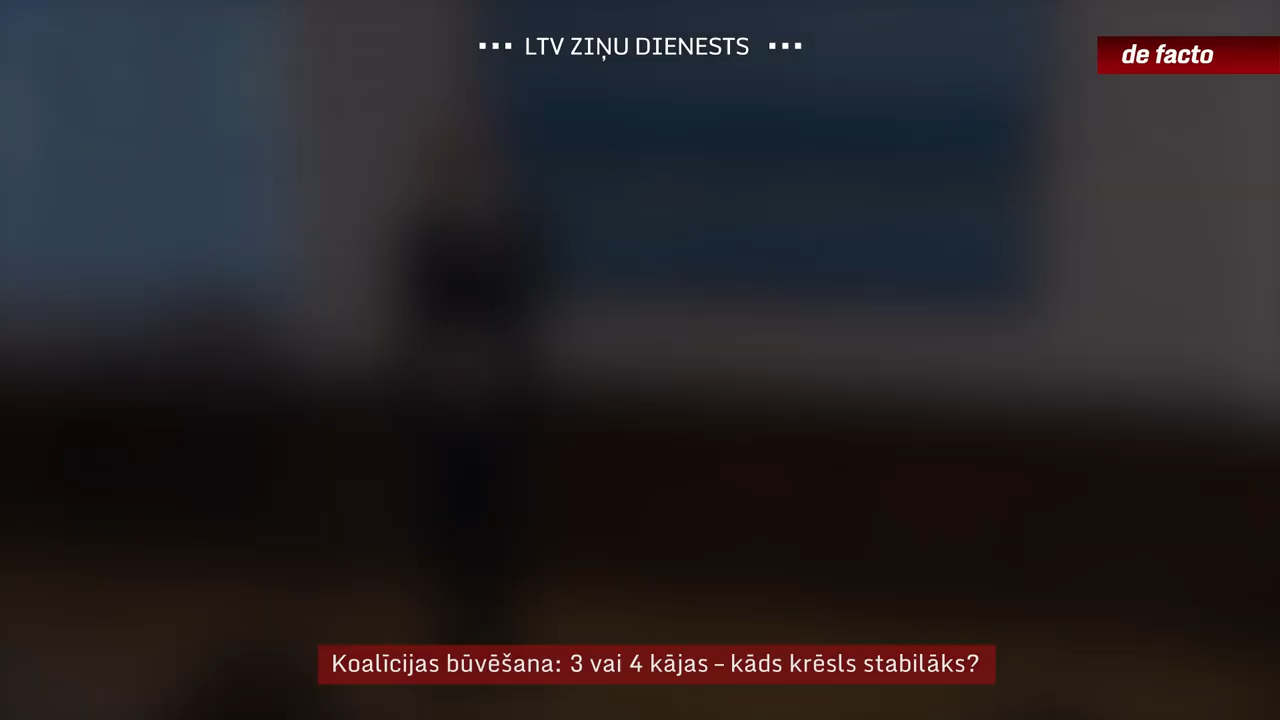 LTV ZIŅU DIENESTS
de facto
Koalīcijas būvēšana: 3 vai 4 kājas – kāds krēsls stabilāks?